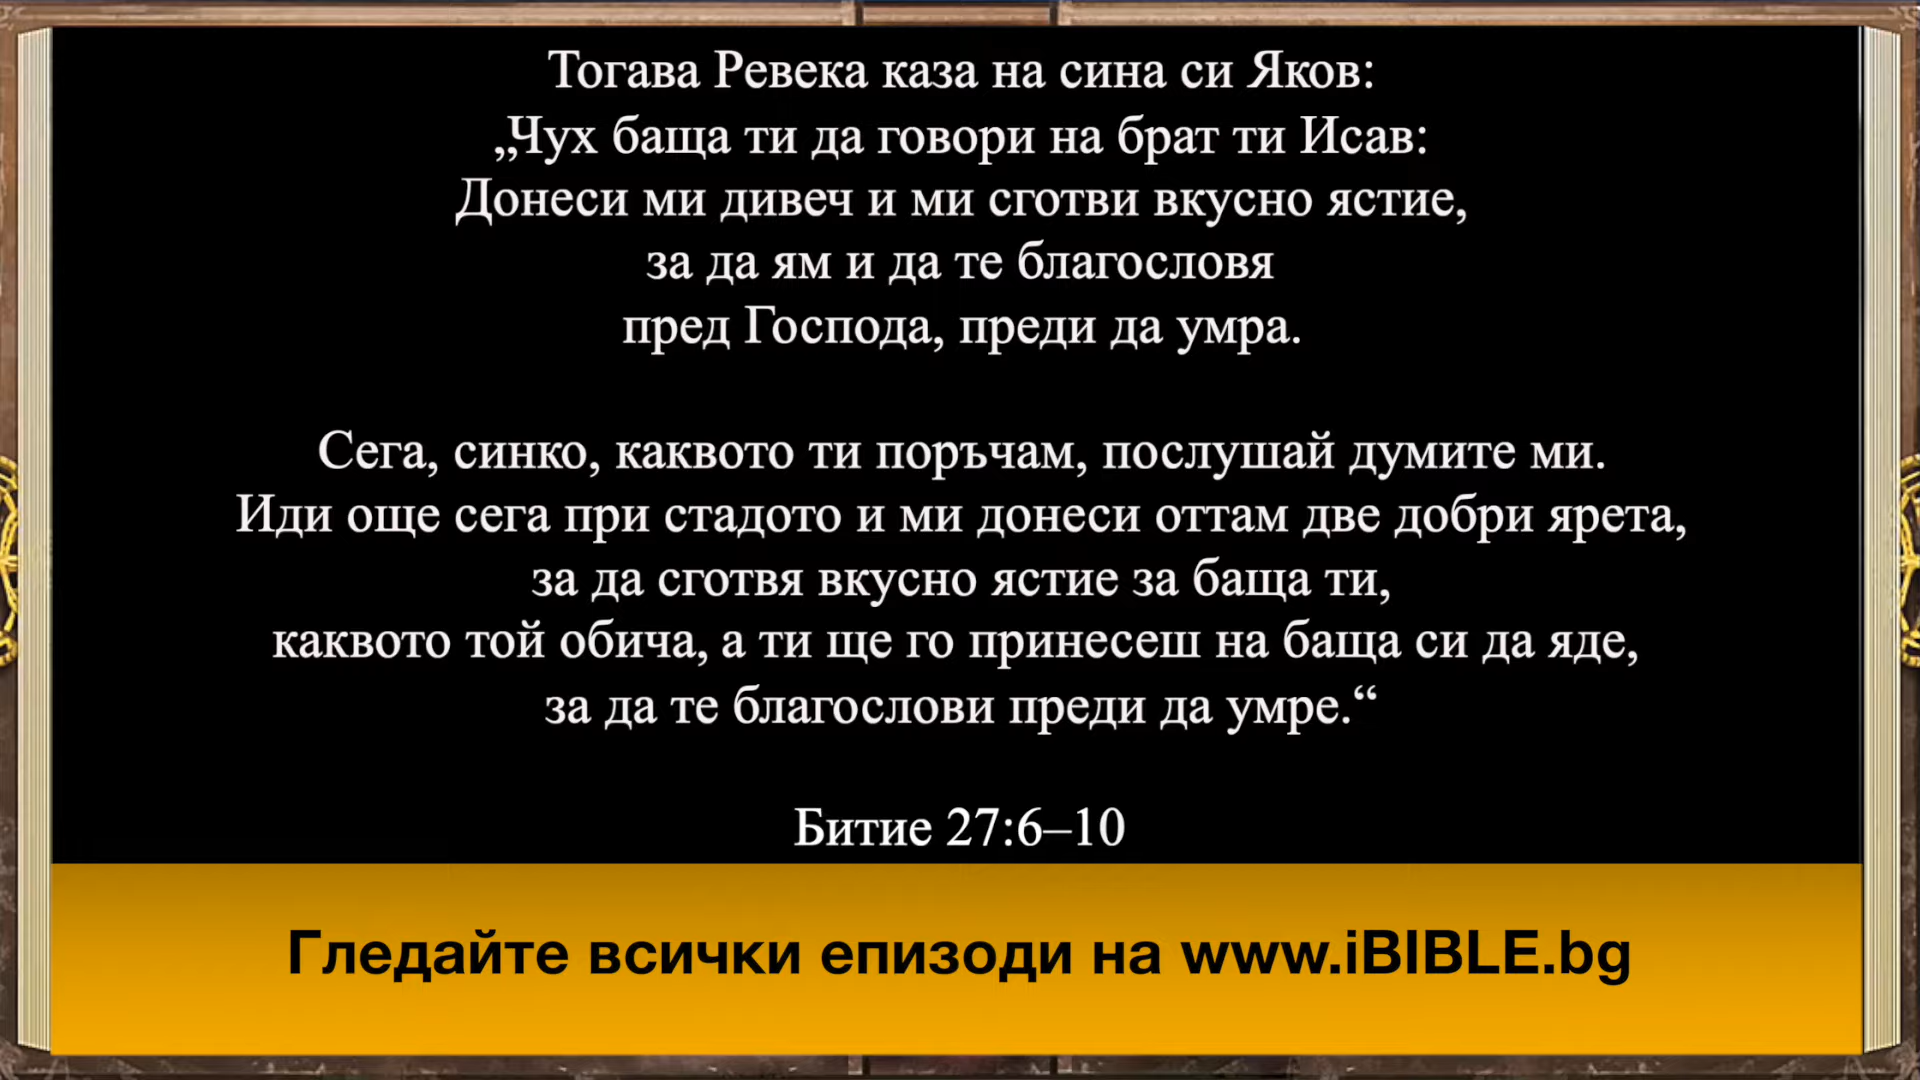 Тогава Ревека каза на сина си Яков:
„Чух баща ти да говори на брат ти Исав:
Донеси ми дивеч и ми сготви вкусно ястие,
за да ям и да те благословя
пред Господа, преди да умра.
Сега, синко, каквото ти поръчам, послушай думите ми.
Иди още сега при стадото и ми донеси оттам две добри ярета,
за да сготвя вкусно ястие за баща ти,
каквото той обича, а ти ще го принесеш на баща си да яде,
за да те благослови преди да умре.“
Битие 27:6–10
Гледайте всички епизоди на www.iBIBLE.bg